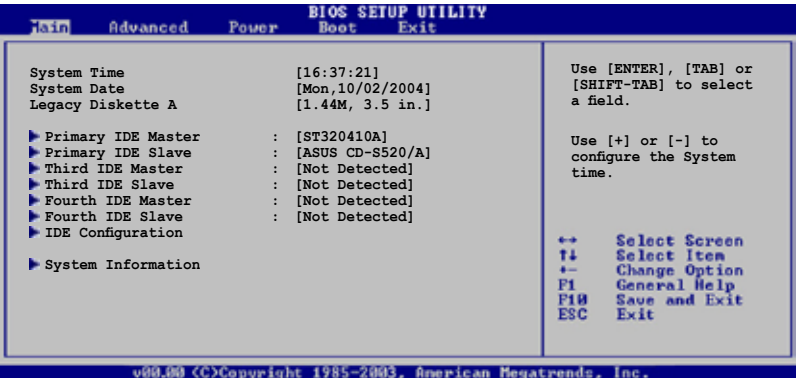 BIOS SETUP UTILITY
Main Advanced Power Boot Exit
System Time [16:37:21]
System Date [Mon,10/02/2004]
Legacy Diskette A [1.44M, 3.5 in.]
Primary IDE Master : [ST320410A]
Primary IDE Slave : [ASUS CD-S520/A]
Third IDE Master : [Not Detected]
Third IDE Slave : [Not Detected]
Fourth IDE Master : [Not Detected]
Fourth IDE Slave : [Not Detected]
IDE Configuration
System Information
Use [ENTER], [TAB] or
[SHIFT-TAB] to select
a field.
Use [+] or [-] to
configure the System
time.
↔ Select Screen
↑↓ Select Item
+- Change Option
F1 General Help
F10 Save and Exit
ESC Exit
v00.00 (C)Copyright 1985-2003, American Megatrends, Inc.